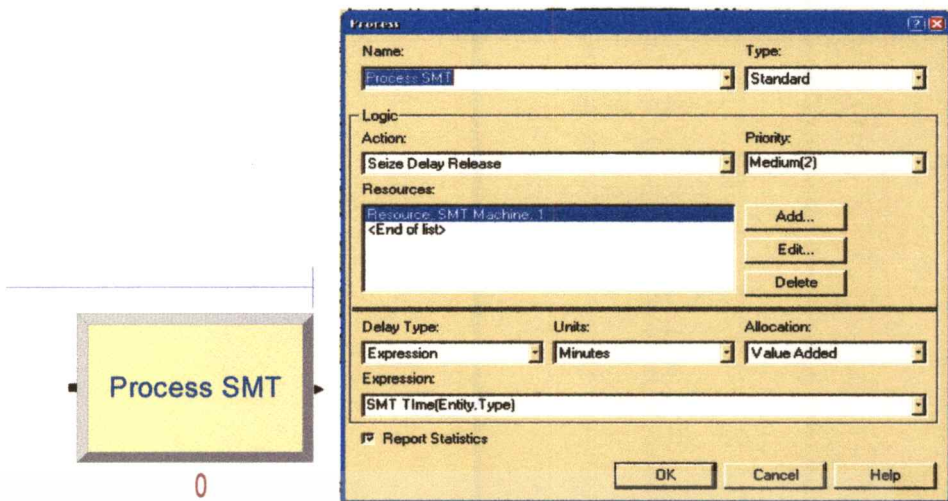 Process
Name:
Type:
Process SMT
Standard
Logic
Action:
Priority:
Seize Delay Release
Medium(2)
Resources:
Resource, SMT Machine, 1
<End of list>
Add...
Edit...
Delete
Delay Type:
Units:
Allocation:
Expression
Minutes
Value Added
Expression:
SMT TIme(Entity.Type)
Report Statistics
OK
Cancel
Help
Process SMT
0